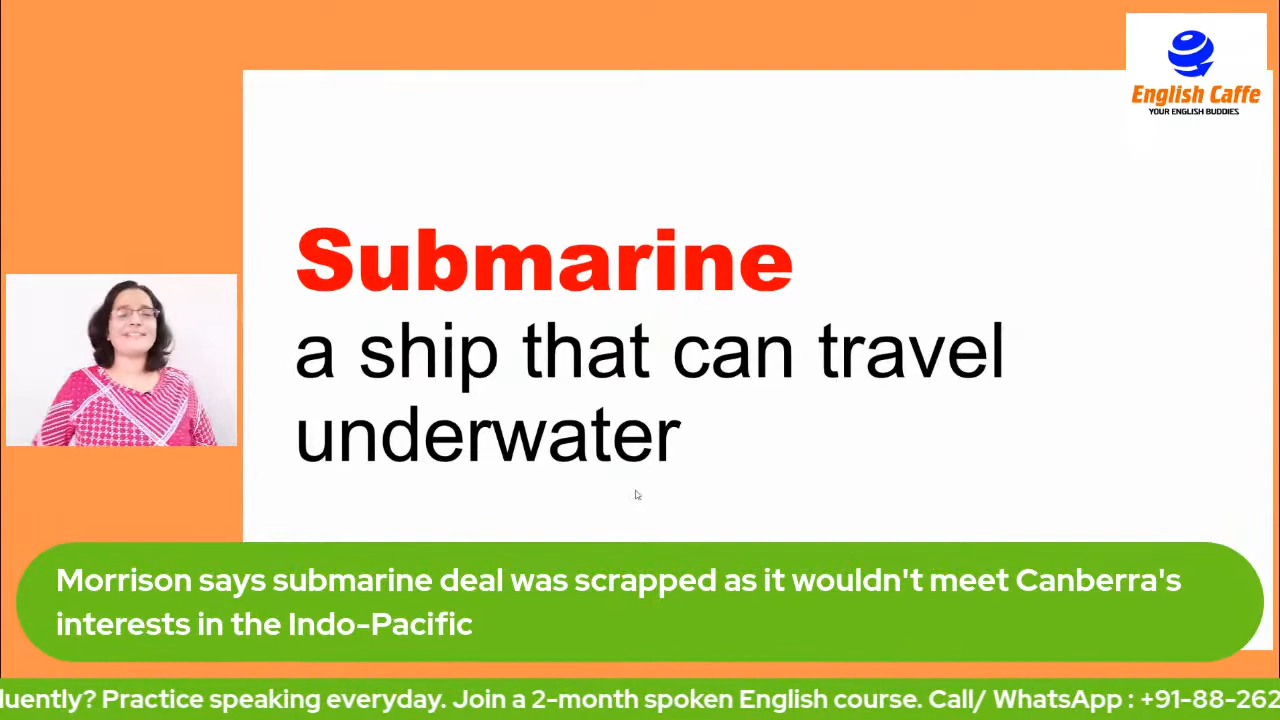 English Caffe
YOUR ENGLISH BUDDIES
Submarine
a ship that can travel
underwater
Morrison says submarine deal was scrapped as it wouldn't meet Canberra's
interests in the Indo-Pacific
luently? Practice speaking everyday. Join a 2-month spoken English course. Call/ WhatsApp : +91-88-262